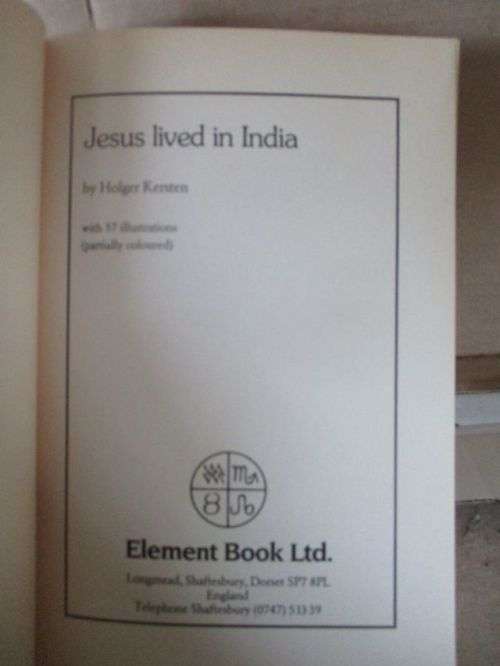 Jesus lived in India
by Holger Kersten
with 57 illustrations
(partially coloured)
Element Book Ltd.
Longmead, Shaftesbury, Dorset SP7 8PL
England
Telephone Shaftesbury (0747) 51339